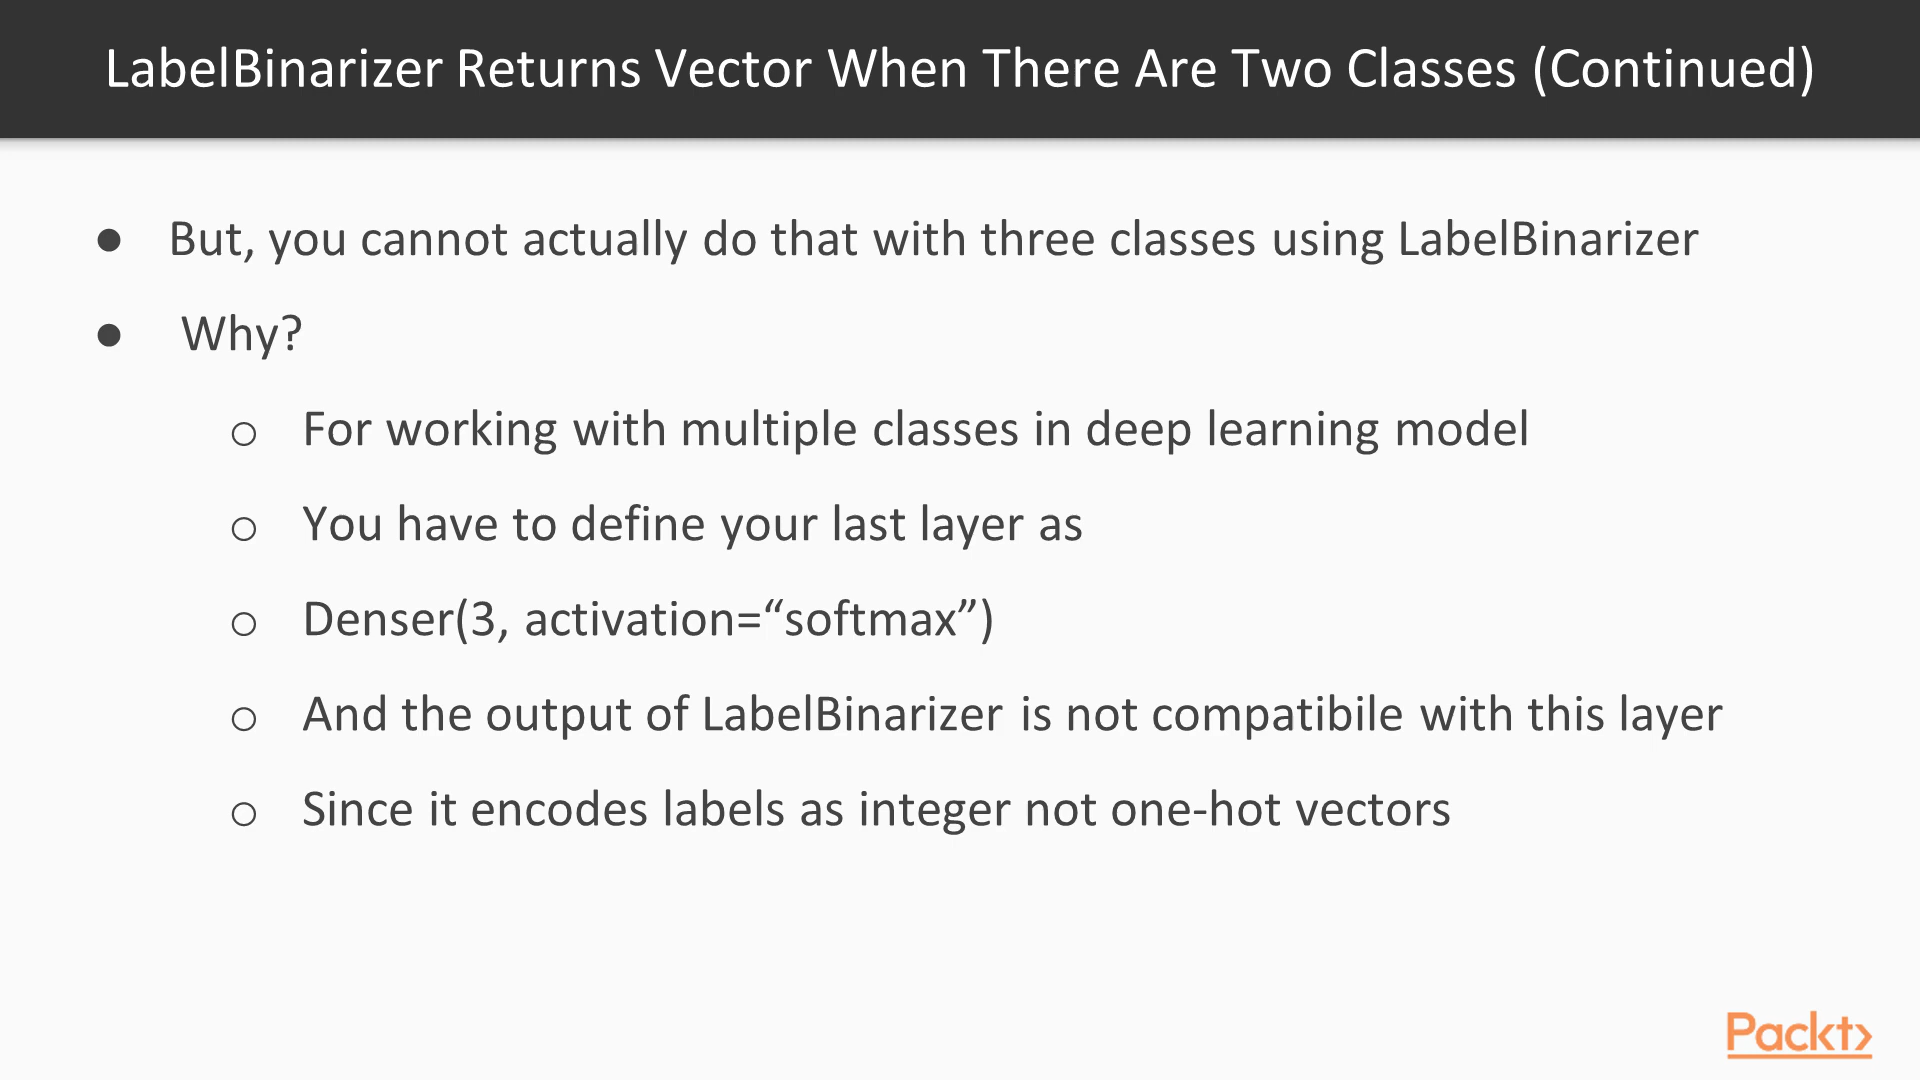 LabelBinarizer Returns Vector When There Are Two Classes (Continued)
● But, you cannot actually do that with three classes using LabelBinarizer
● Why?
○ For working with multiple classes in deep learning model
○ You have to define your last layer as
○ Denser(3, activation=“softmax”)
○ And the output of LabelBinarizer is not compatibile with this layer
○ Since it encodes labels as integer not one-hot vectors
Packt>